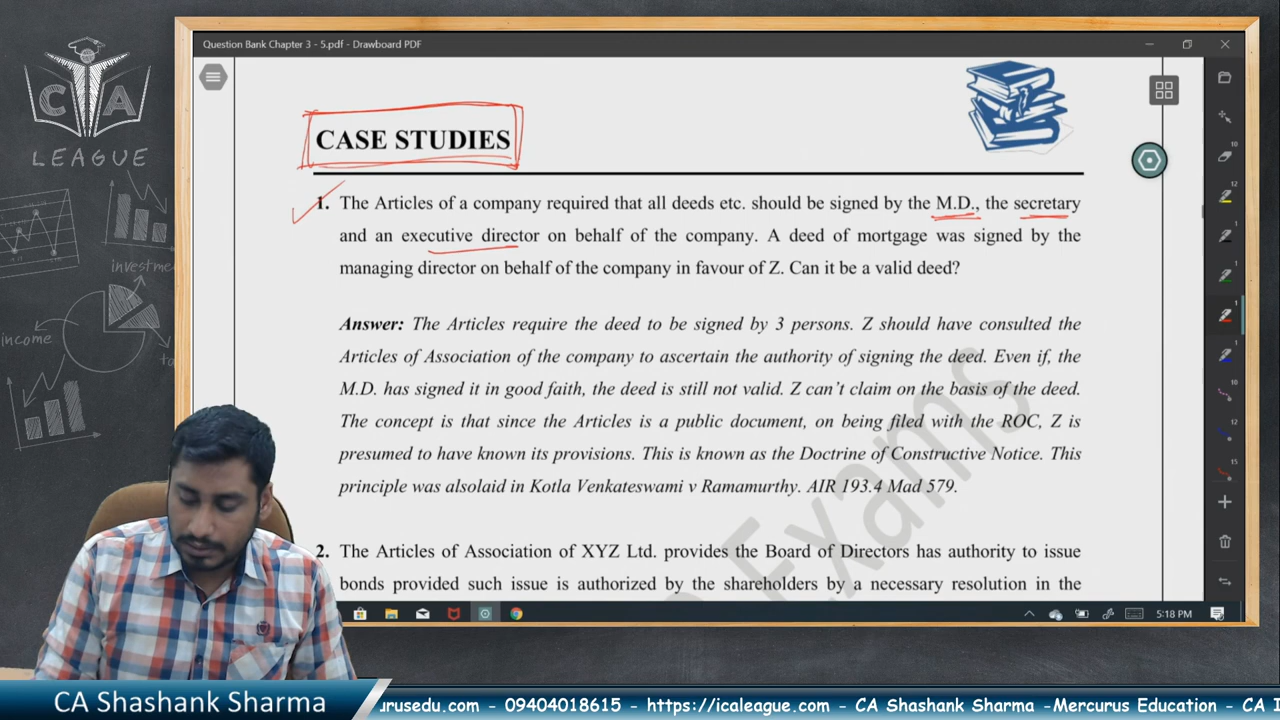 Question Bank Chapter 3 - 5.pdf - Drawboard PDF
CA
LEAGUE
investme
income
to
CASE STUDIES
1. The Articles of a company required that all deeds etc. should be signed by the M.D., the secretary
and an executive director on behalf of the company. A deed of mortgage was signed by the
managing director on behalf of the company in favour of Z. Can it be a valid deed?
Answer: The Articles require the deed to be signed by 3 persons. Z should have consulted the
Articles of Association of the company to ascertain the authority of signing the deed. Even if, the
M.D. has signed it in good faith, the deed is still not valid. Z can't claim on the basis of the deed.
The concept is that since the Articles is a public document, on being filed with the ROC, Z is
presumed to have known its provisions. This is known as the Doctrine of Constructive Notice. This
principle was alsolaid in Kotla Venkateswami v Ramamurthy. AIR 193.4 Mad 579.
2. The Articles of Association of XYZ Ltd. provides the Board of Directors has authority to issue
bonds provided such issue is authorized by the shareholders by a necessary resolution in the
Exams
10
12
1
1
1
1
10
12
15
5:18 PM
CA Shashank Sharma
urusedu.com - 09404018615 - https://icaleague.com - CA Shashank Sharma -Mercurus Education - CA